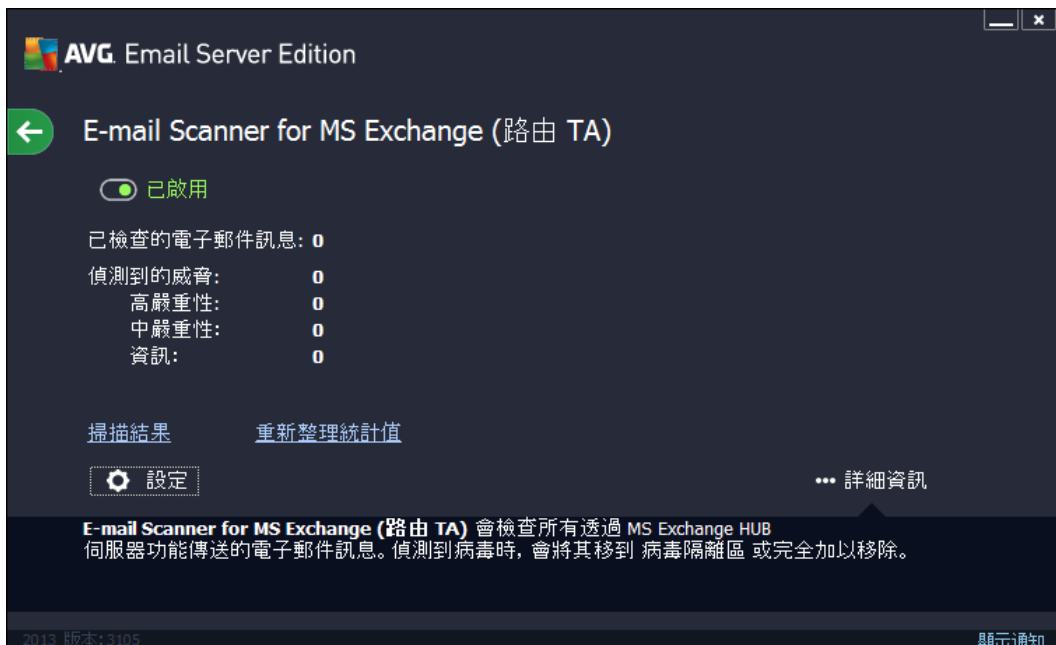 AVG. Email Server Edition
E-mail Scanner for MS Exchange (路由 TA)
已啟用
已檢查的電子郵件訊息: 0
偵測到的威脅: 0
高嚴重性: 0
中嚴重性: 0
資訊: 0
掃描結果 重新整理統計值
設定 ••• 詳細資訊
E-mail Scanner for MS Exchange (路由 TA) 會檢查所有透過 MS Exchange HUB
伺服器功能傳送的電子郵件訊息。偵測到病毒時, 會將其移到 病毒隔離區 或完全加以移除。
2013 版本: 3105 顯示通知